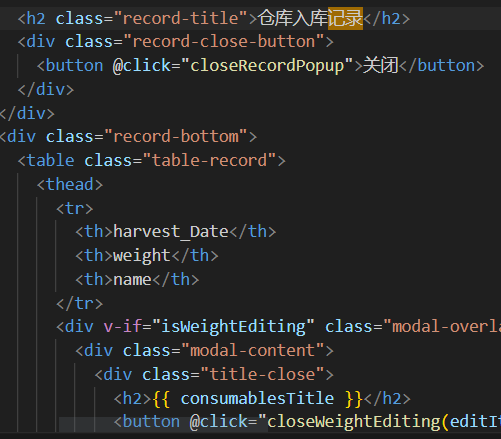 <h2 class="record-title">仓库入库记录</h2>
<div class="record-close-button">
<button @click="closeRecordPopup">关闭</button>
</div>
</div>
<div class="record-bottom">
<table class="table-record">
<thead>
<tr>
<th>harvest_Date</th>
<th>weight</th>
<th>name</th>
</tr>
<div v-if="isWeightEditing" class="modal-overla
<div class="modal-content">
<div class="title-close">
<h2>{{ consumablesTitle }}</h2>
<button @click="closeWeightEditing(editIt